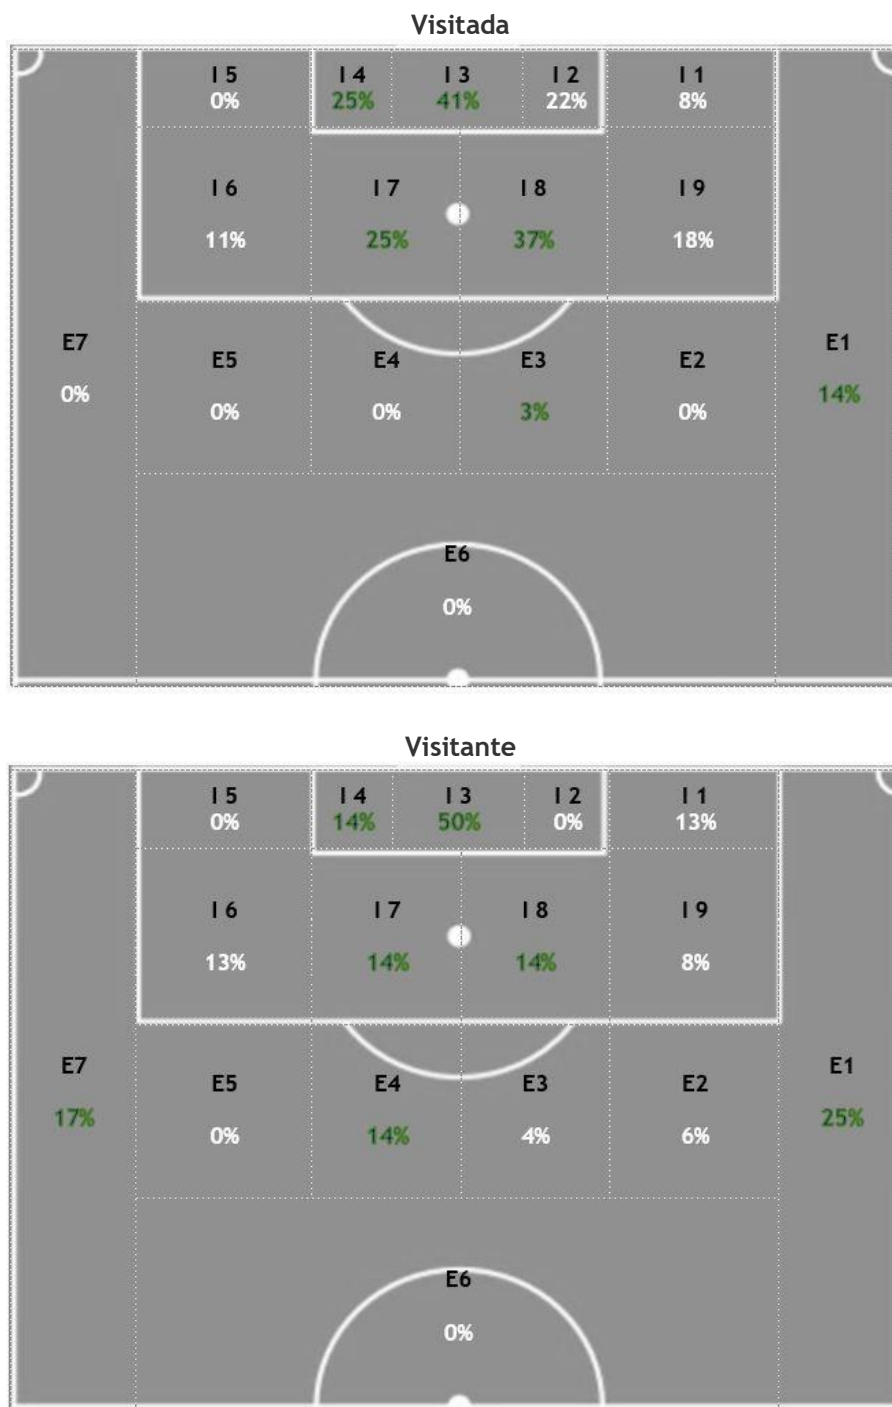 Visitada
I 5 I 4 I 3 I 2 I 1
0% 25% 41% 22% 8%
I 6 I 7 I 8 I 9
11% 25% 37% 18%
E7 E1
E5 E4 E3 E2
0% 14%
0% 0% 3% 0%
E6
0%
Visitante
I 5 I 4 I 3 I 2 I 1
0% 14% 50% 0% 13%
I 6 I 7 I 8 I 9
13% 14% 14% 8%
E7 E1
E5 E4 E3 E2
17% 25%
0% 14% 4% 6%
E6
0%